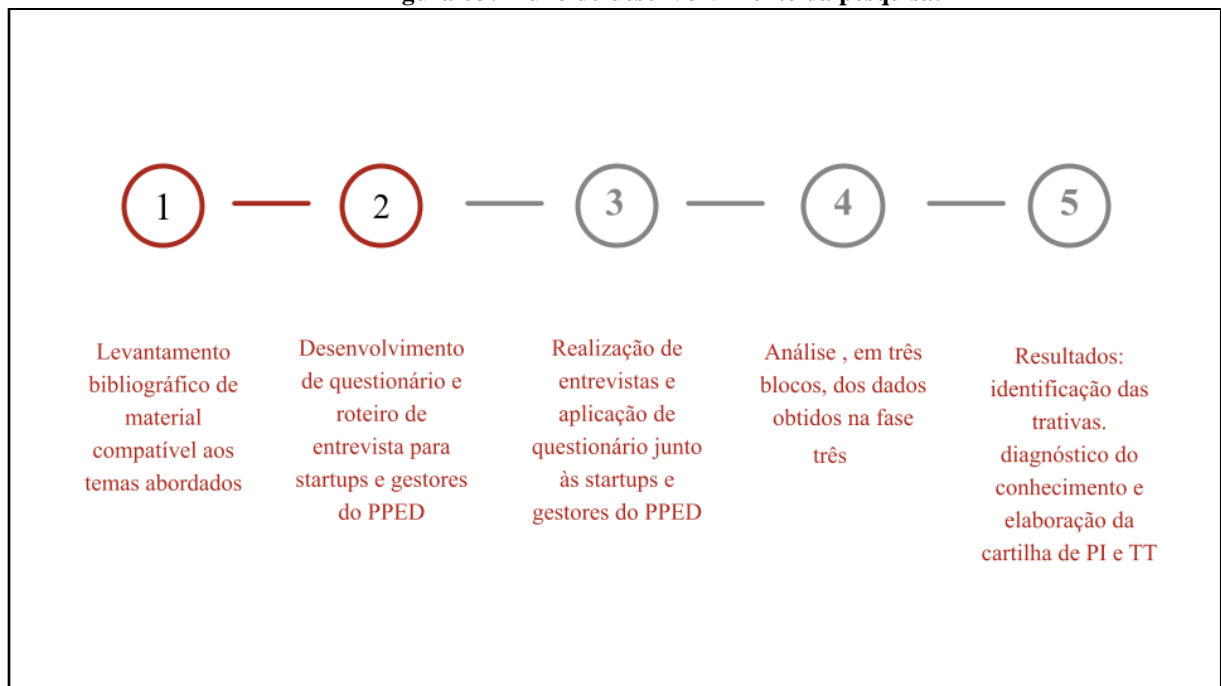 1
2
3
4
5
Levantamento
bibliográfico de
material
compatível aos
temas abordados
Desenvolvimento
de questionário e
roteiro de
entrevista para
startups e gestores
do PPED
Realização de
entrevistas e
aplicação de
questionário junto
às startups e
gestores do PPED
Análise , em três
blocos, dos dados
obtidos na fase
três
Resultados:
identificação das
trativas.
diagnóstico do
conhecimento e
elaboração da
cartilha de PI e TT